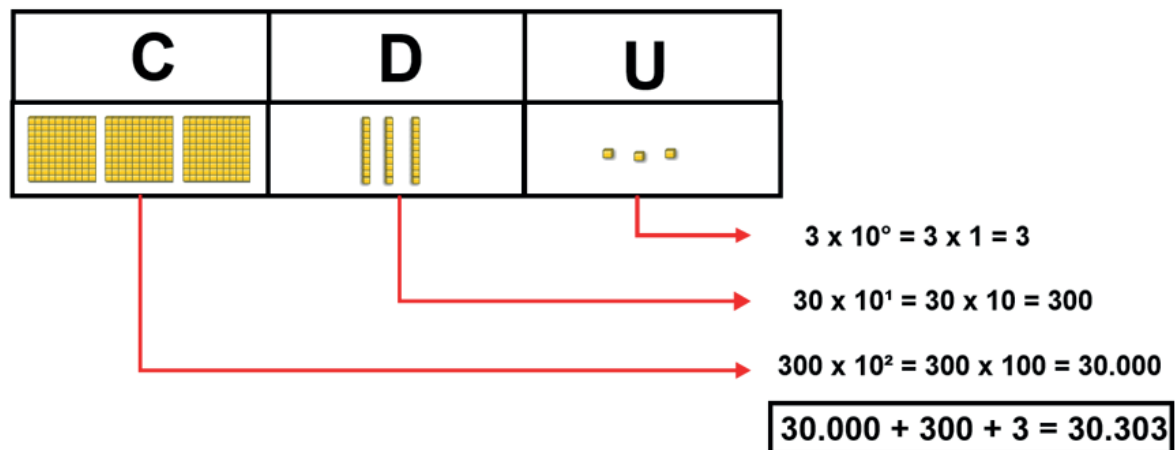 C D U
3 x 10° = 3 x 1 = 3
30 x 10¹ = 30 x 10 = 300
300 x 10² = 300 x 100 = 30.000
30.000 + 300 + 3 = 30.303